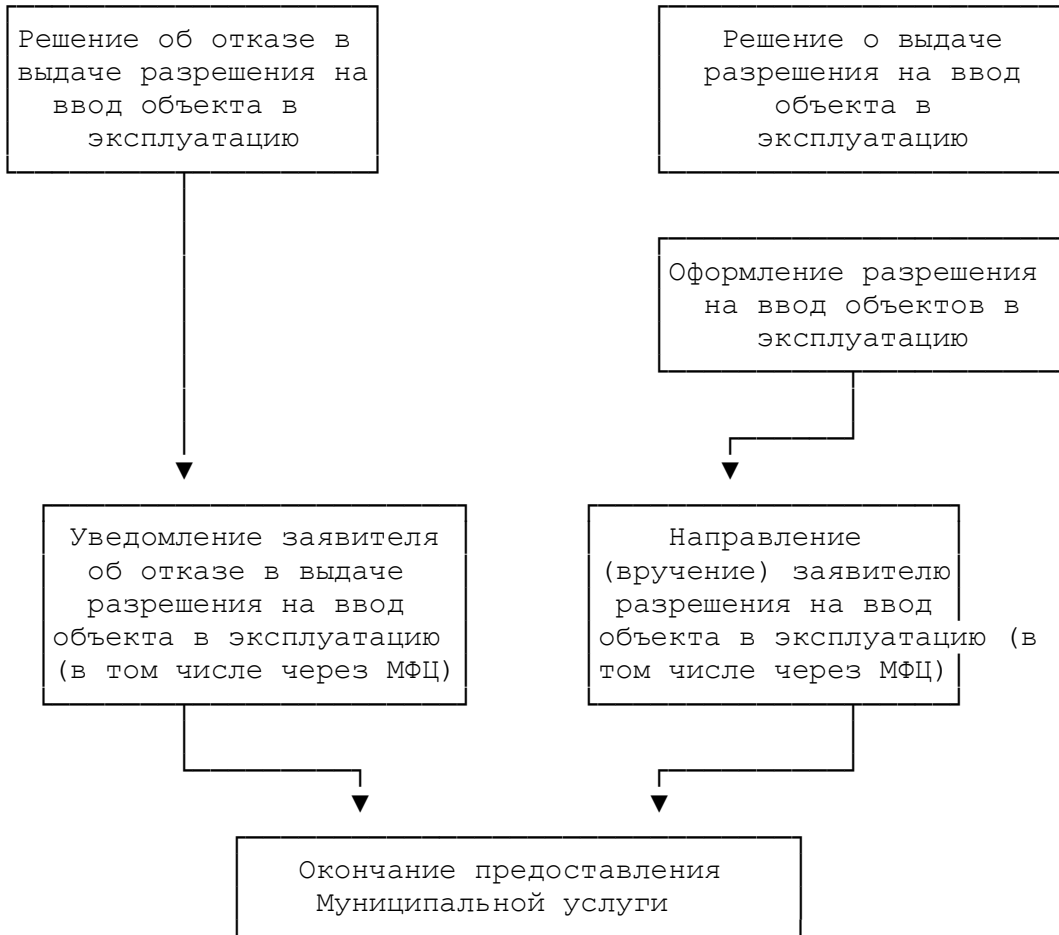 Решение об отказе в
выдаче разрешения на
ввод объекта в
эксплуатацию
Решение о выдаче
разрешения на ввод
объекта в
эксплуатацию
Оформление разрешения
на ввод объектов в
эксплуатацию
Уведомление заявителя
об отказе в выдаче
разрешения на ввод
объекта в эксплуатацию
(в том числе через МФЦ)
Направление
(вручение) заявителю
разрешения на ввод
объекта в эксплуатацию (в
том числе через МФЦ)
Окончание предоставления
Муниципальной услуги